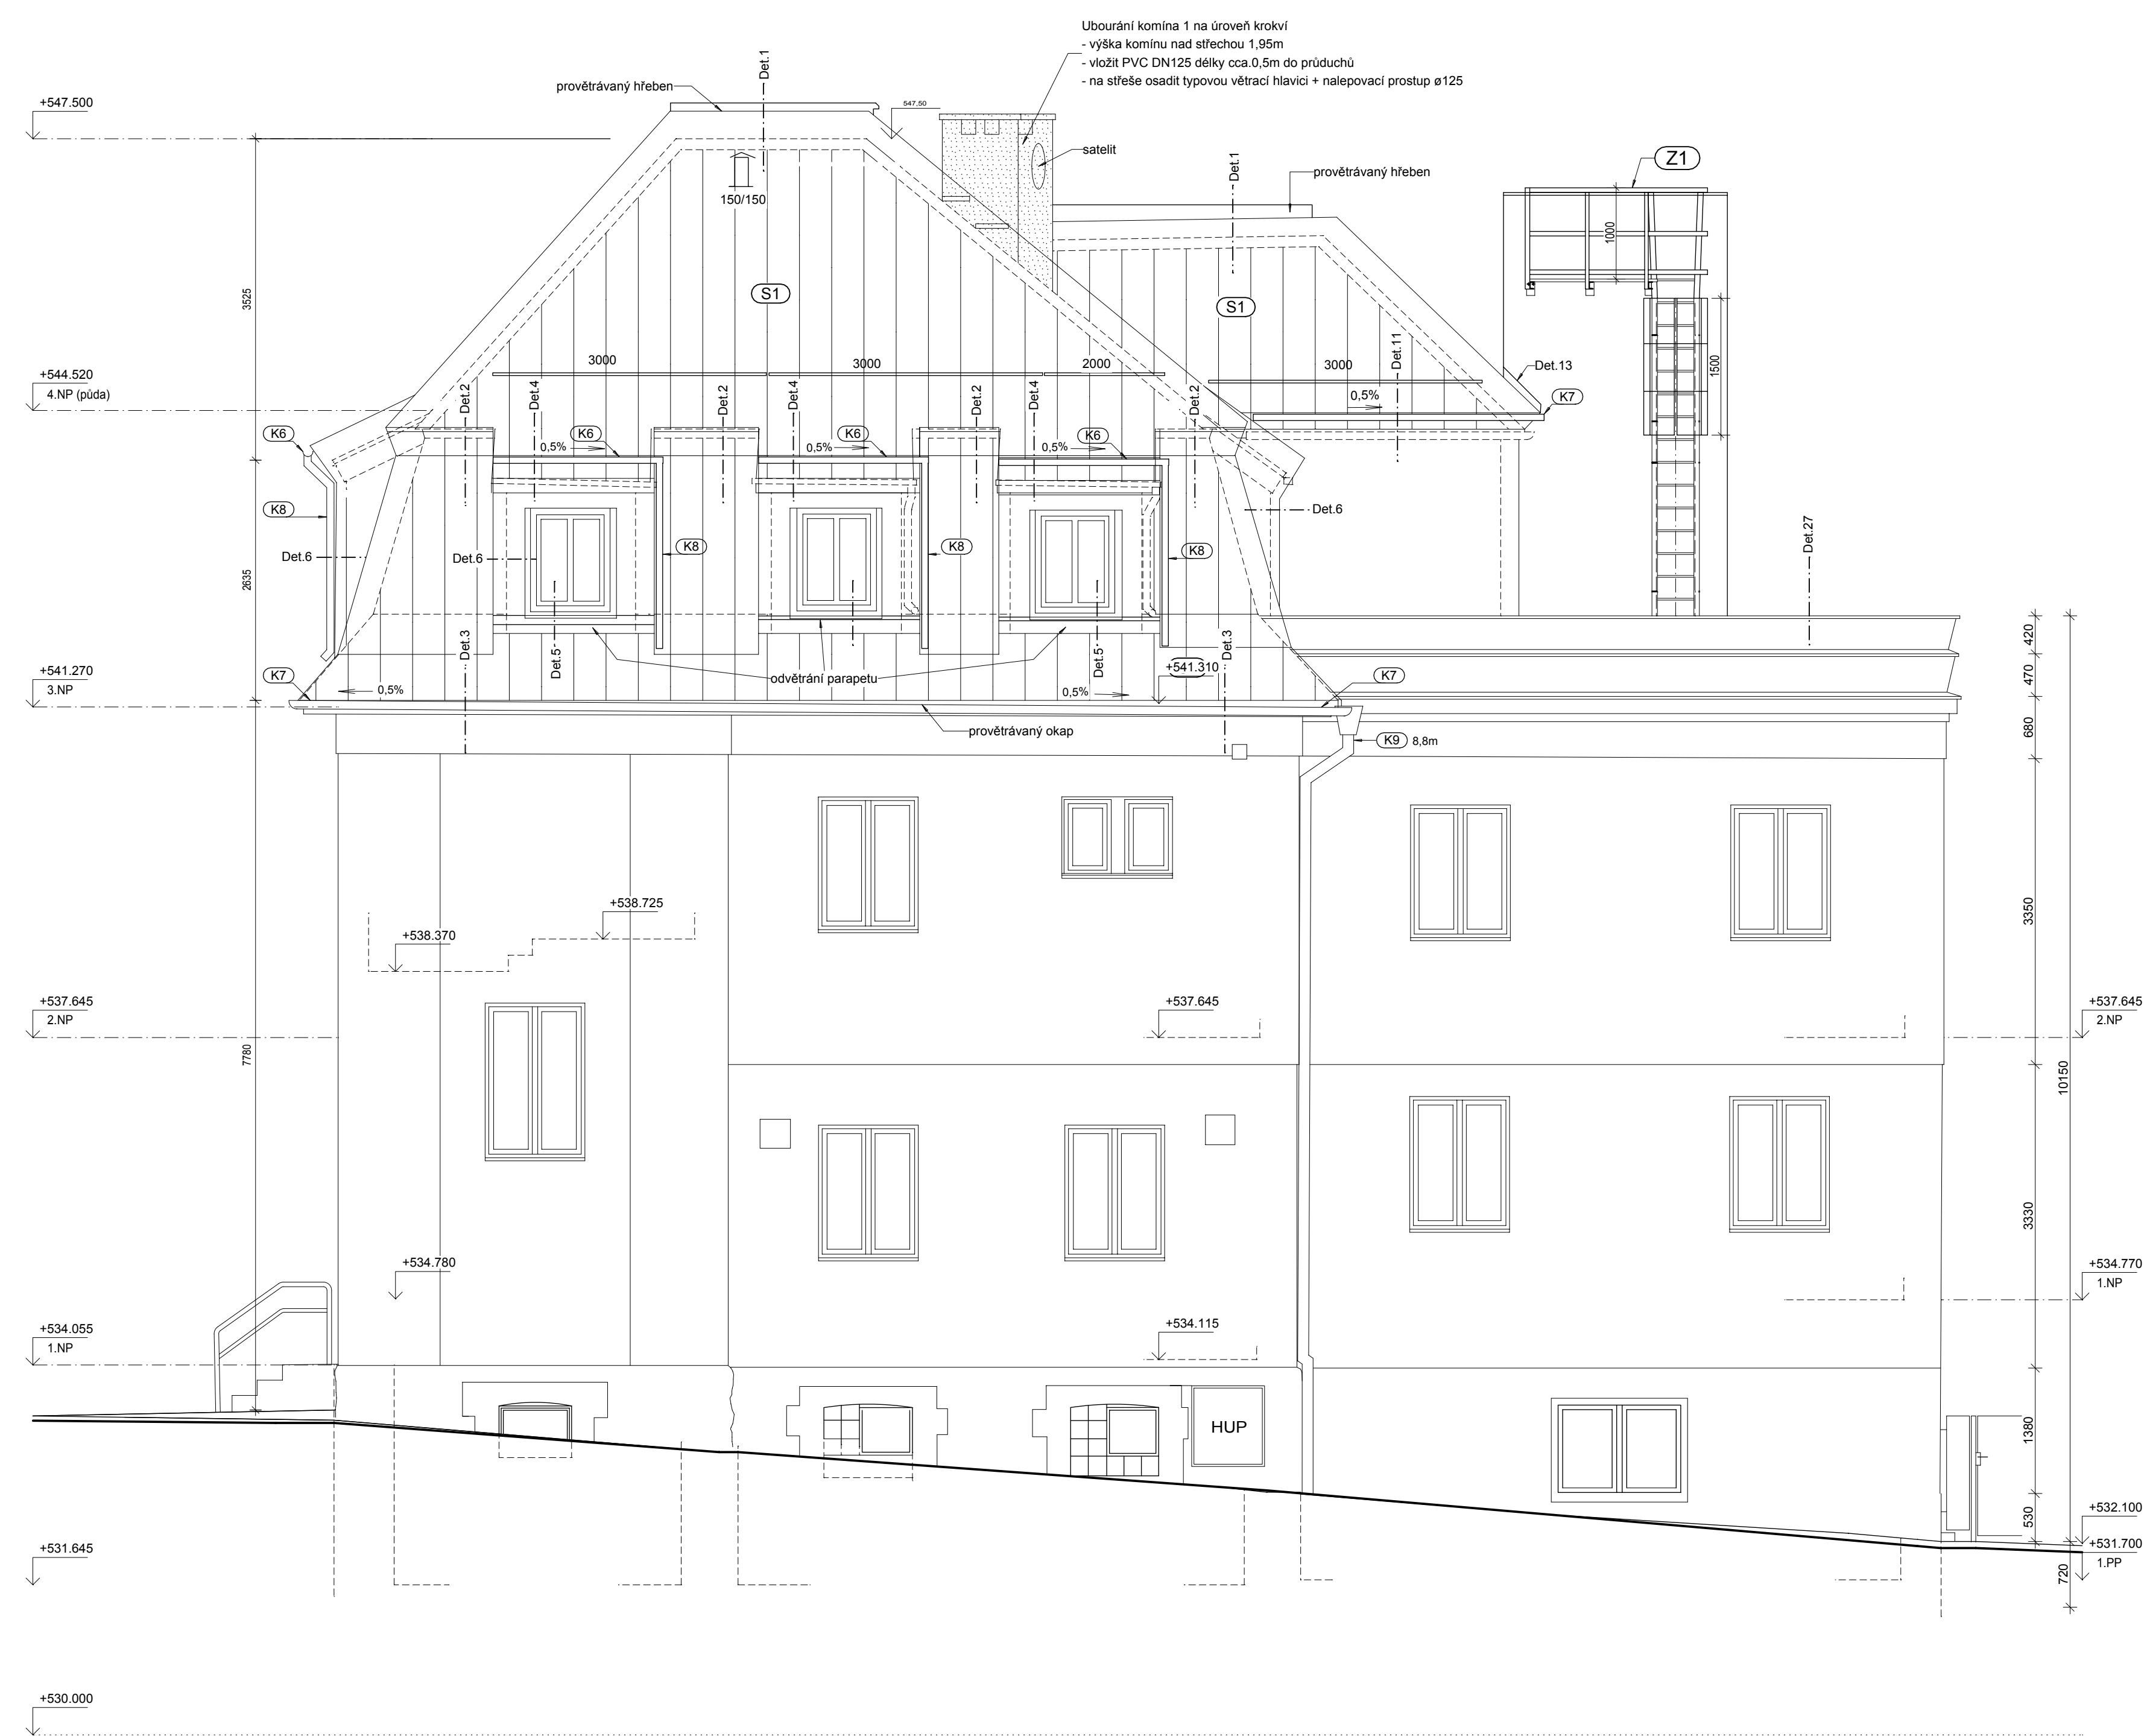 Ubourání komína 1 na úroveň krokví
- výška komínu nad střechou 1,95m
- vložit PVC DN125 délky cca.0,5m do průduchů
- na střeše osadit typovou větrací hlavici + nalepovací prostup ø125
provětrávaný hřeben
Det.1
+547.500
547,50
satelit
Z1
Det.1
provětrávaný hřeben
150/150
1000
S1
S1
3525
3000
3000
2000
3000
Det.11
Det.13
1500
+544.520
4.NP (půda)
Det.2
Det.4
Det.2
Det.4
Det.2
Det.4
Det.2
0,5%
K7
K6
K6
K6
K6
0,5%
0,5%
0,5%
K8
Det.6
Det.27
Det.6
Det.6
K8
K8
K8
2635
Det.3
Det.5
Det.5
Det.3
420
+541.270
3.NP
K7
0,5%
odvětrání parapetu
+541.310
0,5%
K7
470
provětrávaný okap
K9
8,8m
680
+538.725
+538.370
3350
+537.645
2.NP
+537.645
+537.645
2.NP
7780
10150
3330
+534.780
+534.770
1.NP
+534.055
1.NP
+534.115
HUP
1380
530
+532.100
+531.645
+531.700
1.PP
720
+530.000